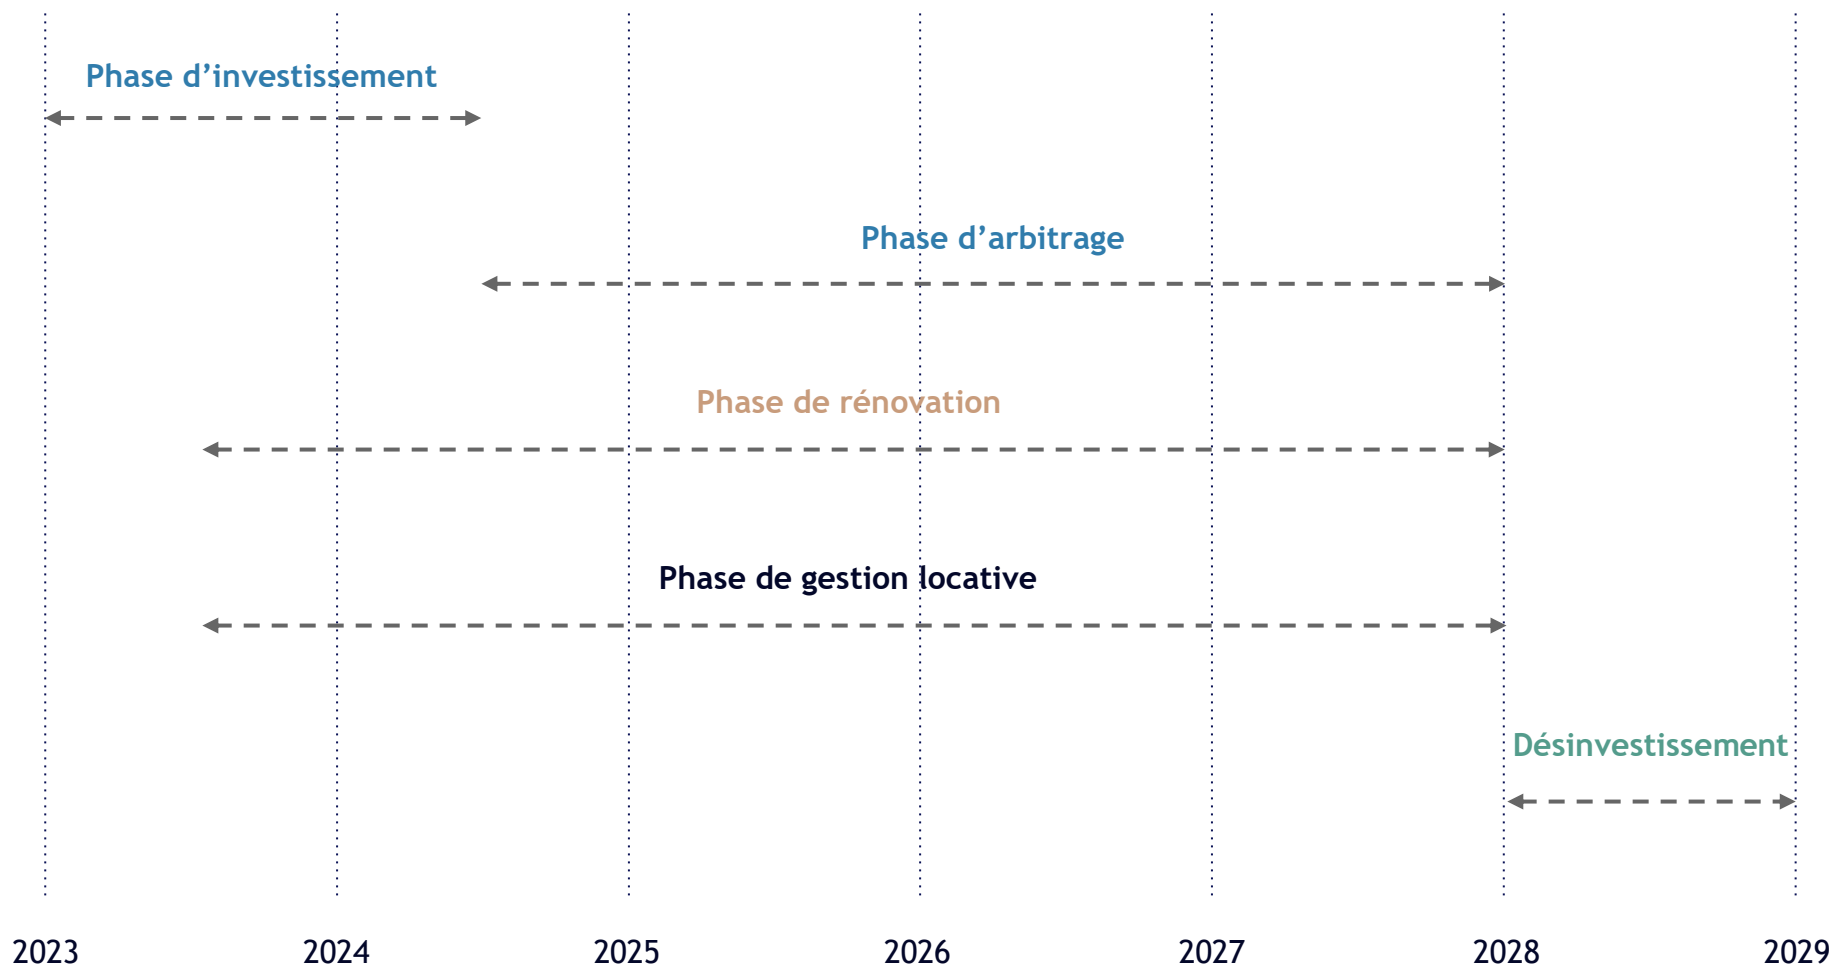 Phase d’investissement
Phase d’arbitrage
Phase de rénovation
Phase de gestion locative
Désinvestissement
2023 2024 2025 2026 2027 2028 2029